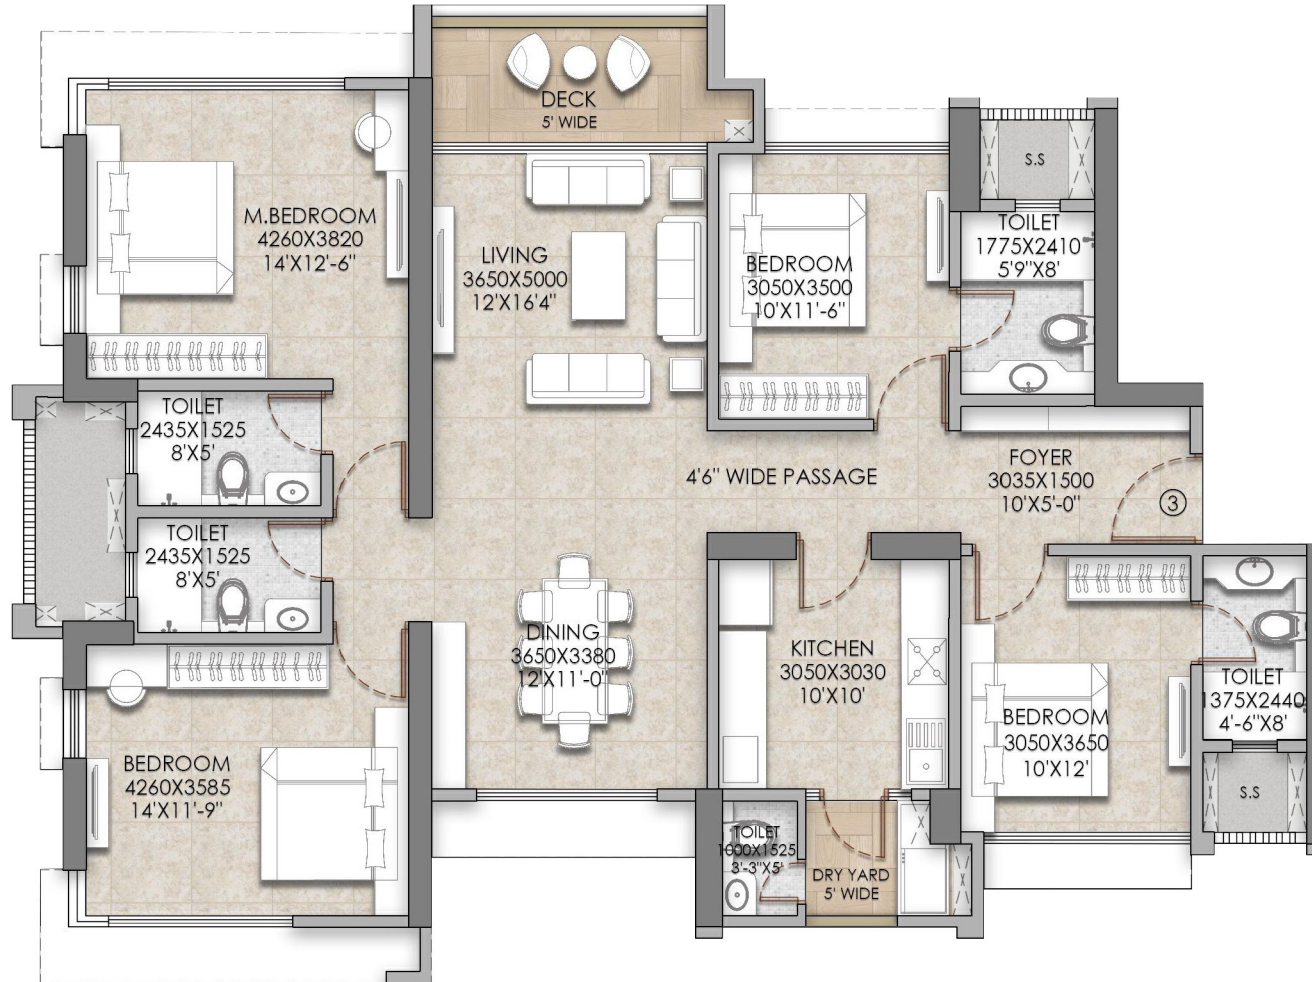 DECK
5' WIDE
S.S
M.BEDROOM
4260X3820
14'X12'-6"
LIVING
3650X5000
12'X16'4"
BEDROOM
3050X3500
10'X11'-6"
TOILET
1775X2410
5'9"X8'
TOILET
2435X1525
8'X5'
4'6" WIDE PASSAGE
FOYER
3035X1500
10'X5'-0"
3
TOILET
2435X1525
8'X5'
DINING
3650X3380
12'X11'-0"
KITCHEN
3050X3030
10'X10'
BEDROOM
3050X3650
10'X12'
TOILET
1375X2440
4'-6"X8'
BEDROOM
4260X3585
14'X11'-9"
S.S
TOILET
1000X1525
3'-3"X5'
DRY YARD
5' WIDE